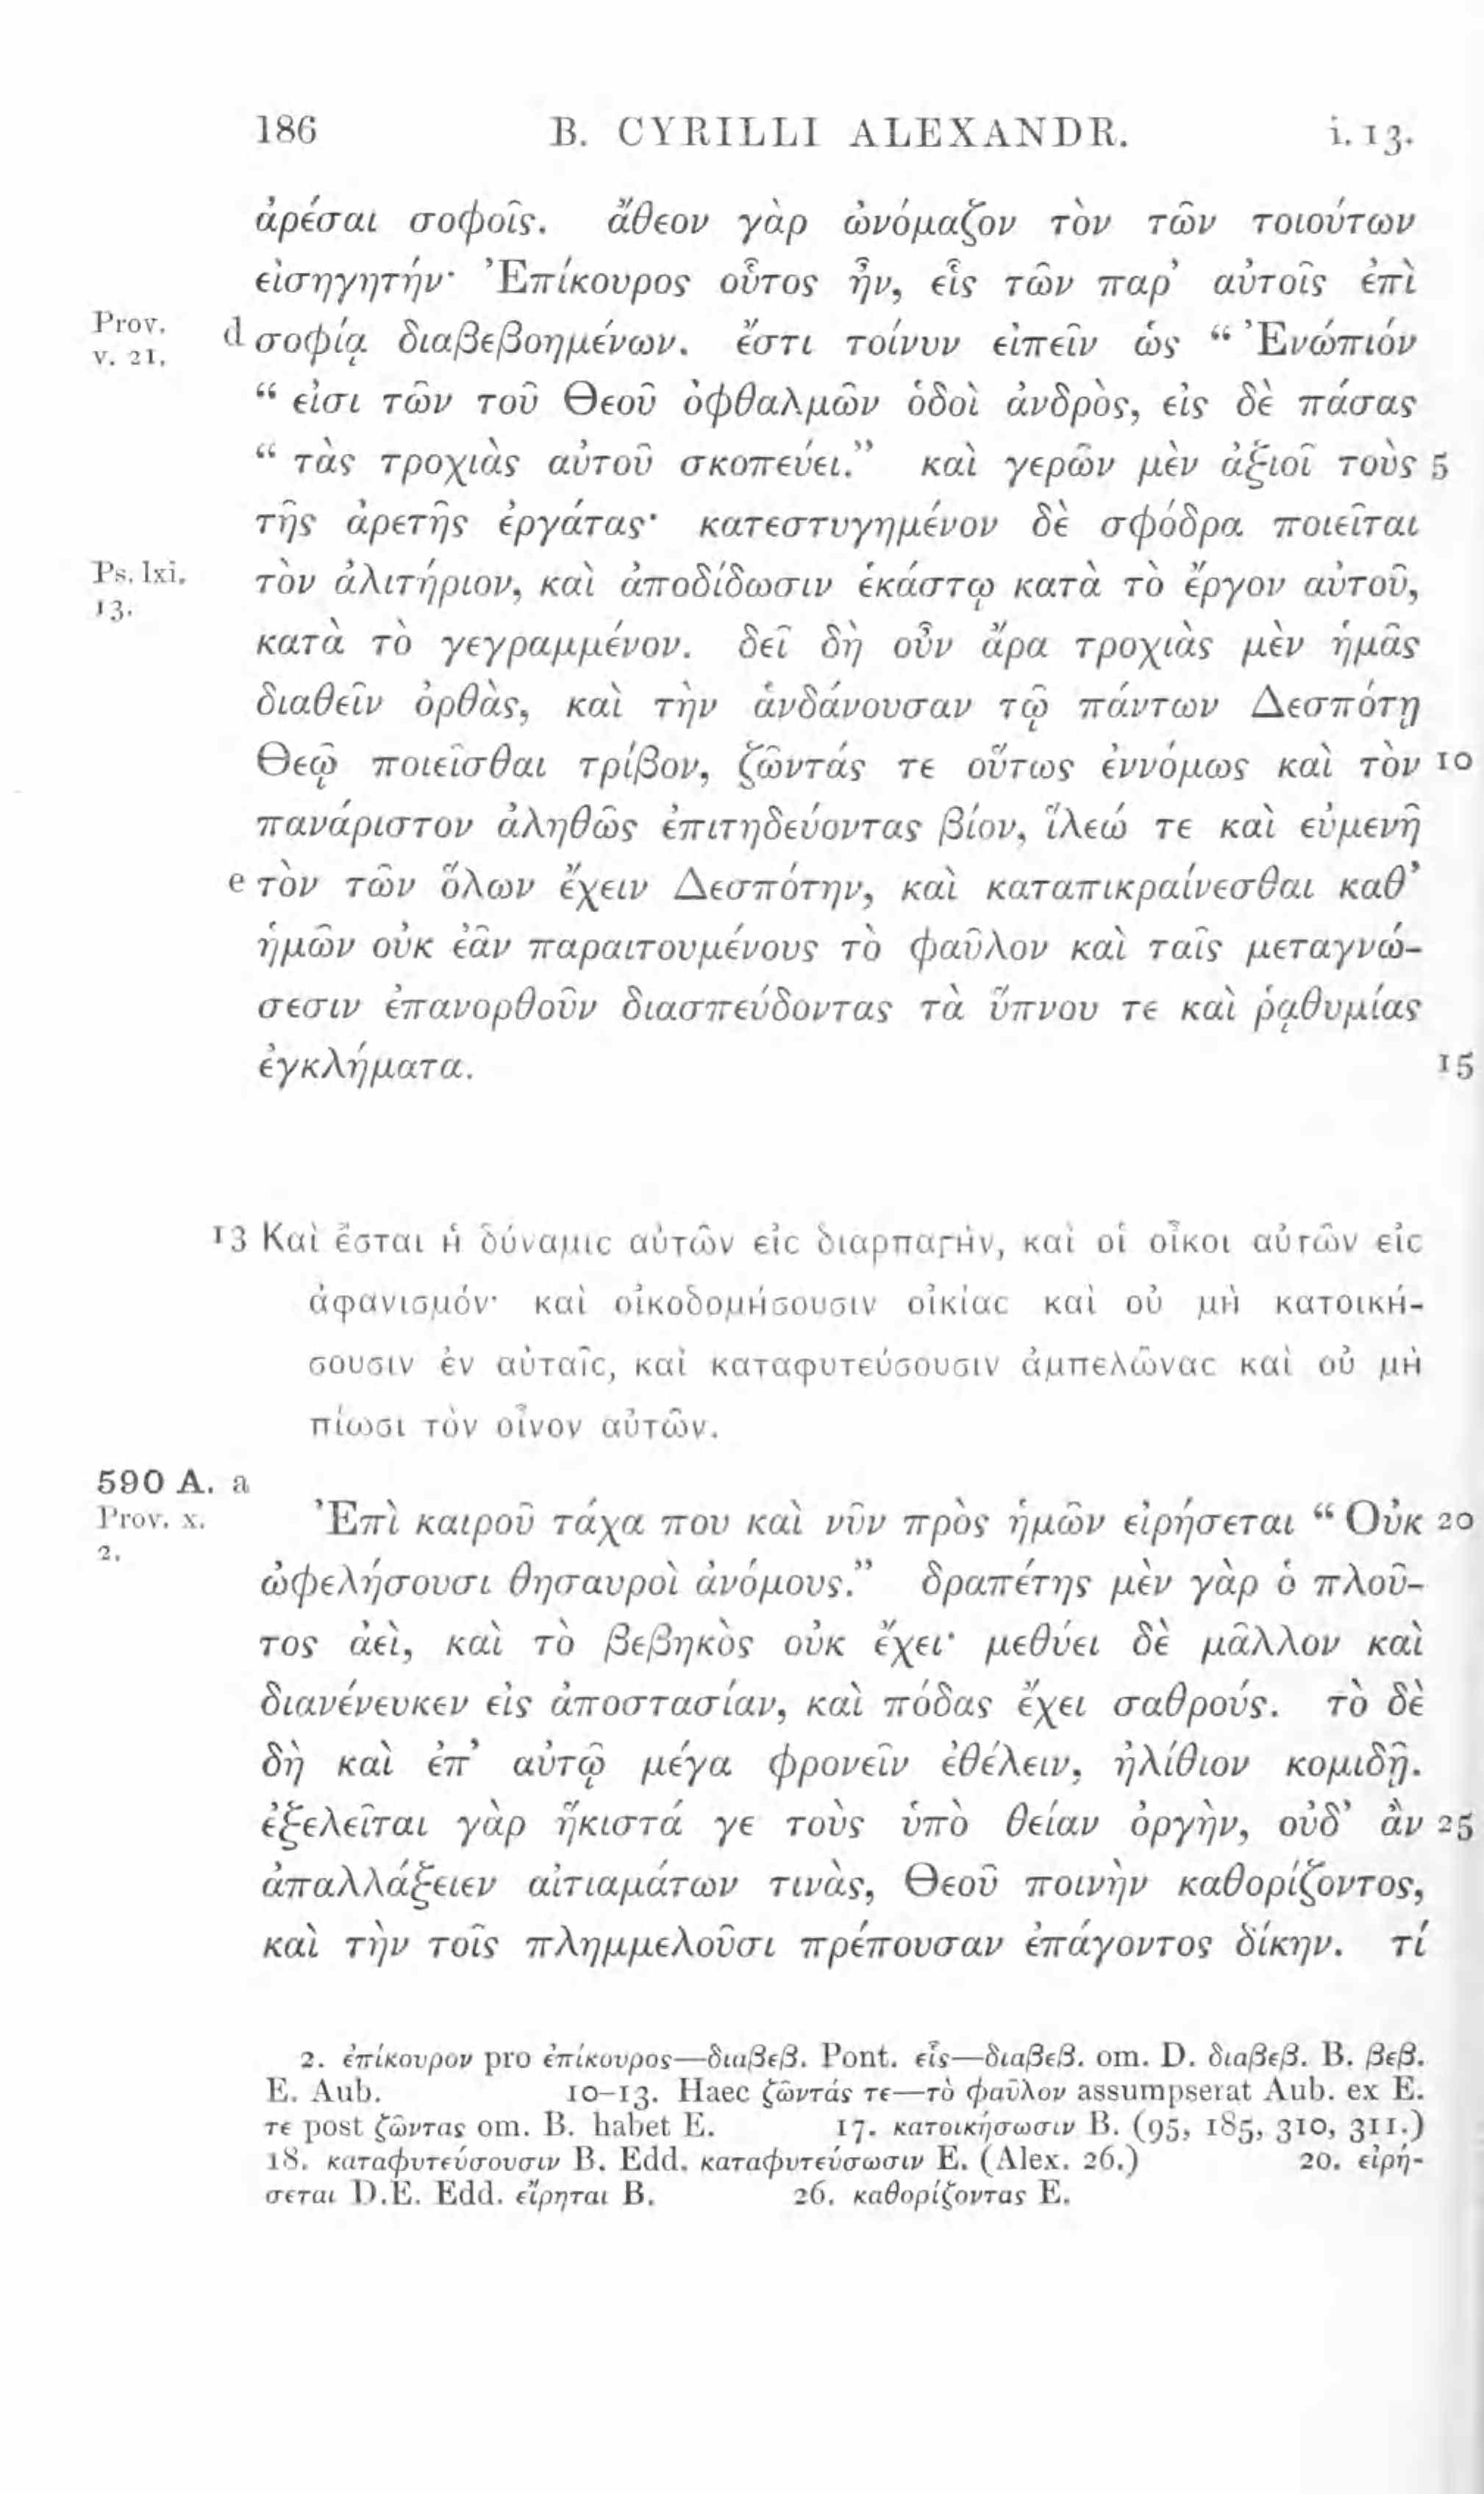 186 B. CYRILLI ALEXANDR. i. 13.
ἀρέσαι σοφοῖς. ἄθεον γὰρ ὠνόμαζον τὸν τῶν τοιούτων
εἰσηγητήν· Ἐπίκουρος οὗτος ἦν, εἷς τῶν παρ’ αὐτοῖς ἐπὶ
Prov. v. 21. d σοφίᾳ διαβεβοημένων. ἔστι τοίνυν εἰπεῖν ὡς “ Ἐνώπιόν
“ εἰσι τῶν τοῦ Θεοῦ ὀφθαλμῶν ὁδοὶ ἀνδρὸς, εἰς δὲ πάσας
“ τὰς τροχιὰς αὐτοῦ σκοπεύει.” καὶ γερῶν μὲν ἀξιοῖ τοὺς 5
τῆς ἀρετῆς ἐργάτας· κατεστυγημένον δὲ σφόδρα ποιεῖται
Ps. lxi. 13. τὸν ἀλιτήριον, καὶ ἀποδίδωσιν ἑκάστῳ κατὰ τὸ ἔργον αὐτοῦ,
κατὰ τὸ γεγραμμένον. δεῖ δὴ οὖν ἄρα τροχιὰς μὲν ἡμᾶς
διαθεῖν ὀρθὰς, καὶ τὴν ἁνδάνουσαν τῷ πάντων Δεσπότῃ
Θεῷ ποιεῖσθαι τρίβον, ζῶντάς τε οὕτως ἐννόμως καὶ τὸν 10
πανάριστον ἀληθῶς ἐπιτηδεύοντας βίον, ἵλεώ τε καὶ εὐμενῆ
e τὸν τῶν ὅλων ἔχειν Δεσπότην, καὶ καταπικραίνεσθαι καθ’
ἡμῶν οὐκ ἐᾶν παραιτουμένους τὸ φαῦλον καὶ ταῖς μεταγνώ-
σεσιν ἐπανορθοῦν διασπεύδοντας τὰ ὕπνου τε καὶ ῥᾳθυμίας
ἐγκλήματα. 15
13 Καὶ ἔσται ἡ δύναμις αὐτῶν εἰς διαρπαγὴν, καὶ οἱ οἶκοι αὐτῶν εἰς
ἀφανισμόν· καὶ οἰκοδομήσουσιν οἰκίας καὶ οὐ μὴ κατοική-
σουσιν ἐν αὐταῖς, καὶ καταφυτεύσουσιν ἀμπελῶνας καὶ οὐ μὴ
πίωσι τὸν οἶνον αὐτῶν.
590 A. a
Prov. x. 2. Ἐπὶ καιροῦ τάχα που καὶ νῦν πρὸς ἡμῶν εἰρήσεται “ Οὐκ 20
ὠφελήσουσι θησαυροὶ ἀνόμους.” δραπέτης μὲν γὰρ ὁ πλοῦ-
τος ἀεὶ, καὶ τὸ βεβηκὸς οὐκ ἔχει· μεθύει δὲ μᾶλλον καὶ
διανένευκεν εἰς ἀποστασίαν, καὶ πόδας ἔχει σαθρούς. τὸ δὲ
δὴ καὶ ἐπ’ αὐτῷ μέγα φρονεῖν ἐθέλειν, ἠλίθιον κομιδῇ.
ἐξελεῖται γὰρ ἥκιστά γε τοὺς ὑπὸ θείαν ὀργὴν, οὐδ’ ἂν 25
ἀπαλλάξειεν αἰτιαμάτων τινὰς, Θεοῦ ποινὴν καθορίζοντος,
καὶ τὴν τοῖς πλημμελοῦσι πρέπουσαν ἐπάγοντος δίκην. τί
2. ἐπίκουρον pro ἐπίκουρος—διαβεβ. Pont. εἷς—διαβεβ. om. D. διαβεβ. B. βεβ.
E. Aub. 10–13. Haec ζῶντάς τε—τὸ φαῦλον assumpserat Aub. ex E.
τε post ζῶντας om. B. habet E. 17. κατοικήσωσιν B. (95, 185, 310, 311.)
18. καταφυτεύσουσιν B. Edd. καταφυτεύσωσιν E. (Alex. 26.) 20. εἰρή-
σεται D.E. Edd. εἴρηται B. 26. καθορίζοντας E.